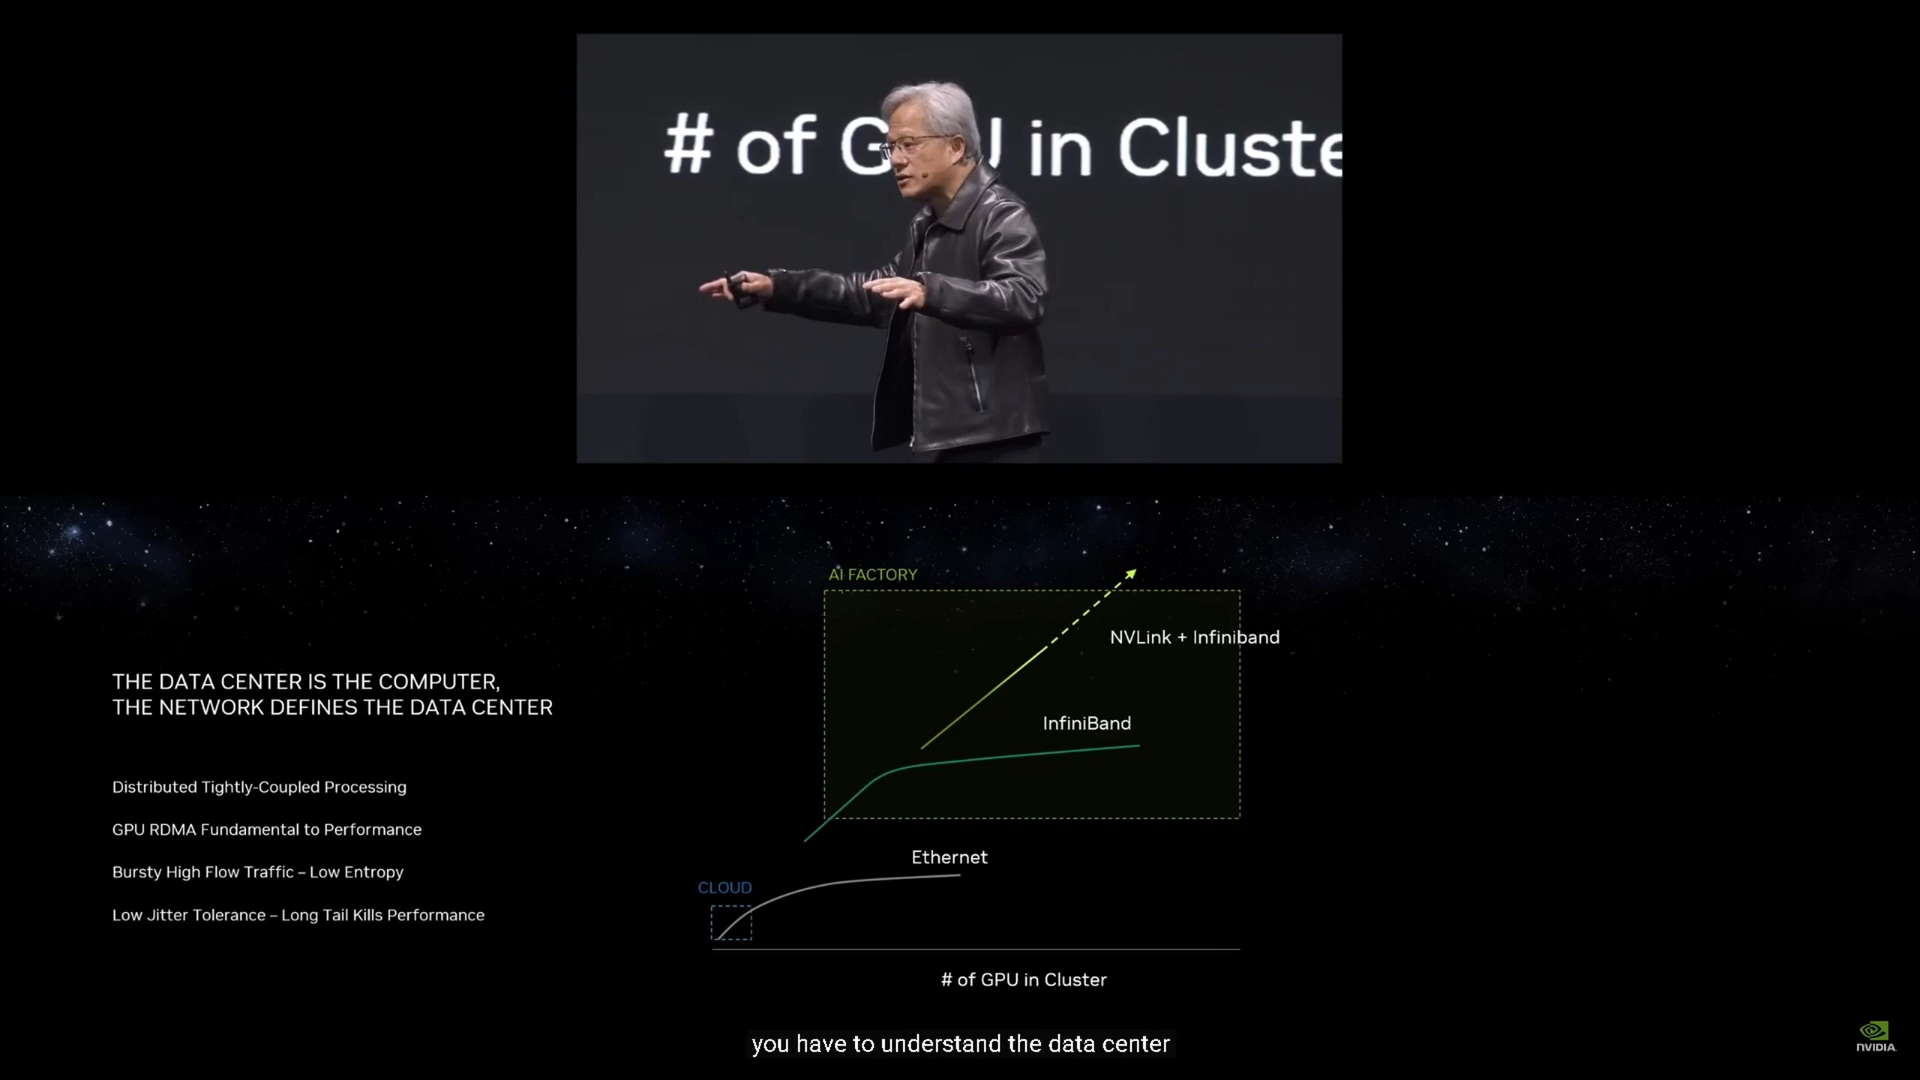 # of GPU in Cluste
AI FACTORY
NVLink + Infiniband
THE DATA CENTER IS THE COMPUTER,
THE NETWORK DEFINES THE DATA CENTER
InfiniBand
Distributed Tightly-Coupled Processing
GPU RDMA Fundamental to Performance
Ethernet
Bursty High Flow Traffic – Low Entropy
CLOUD
Low Jitter Tolerance – Long Tail Kills Performance
# of GPU in Cluster
you have to understand the data center
NVIDIA.